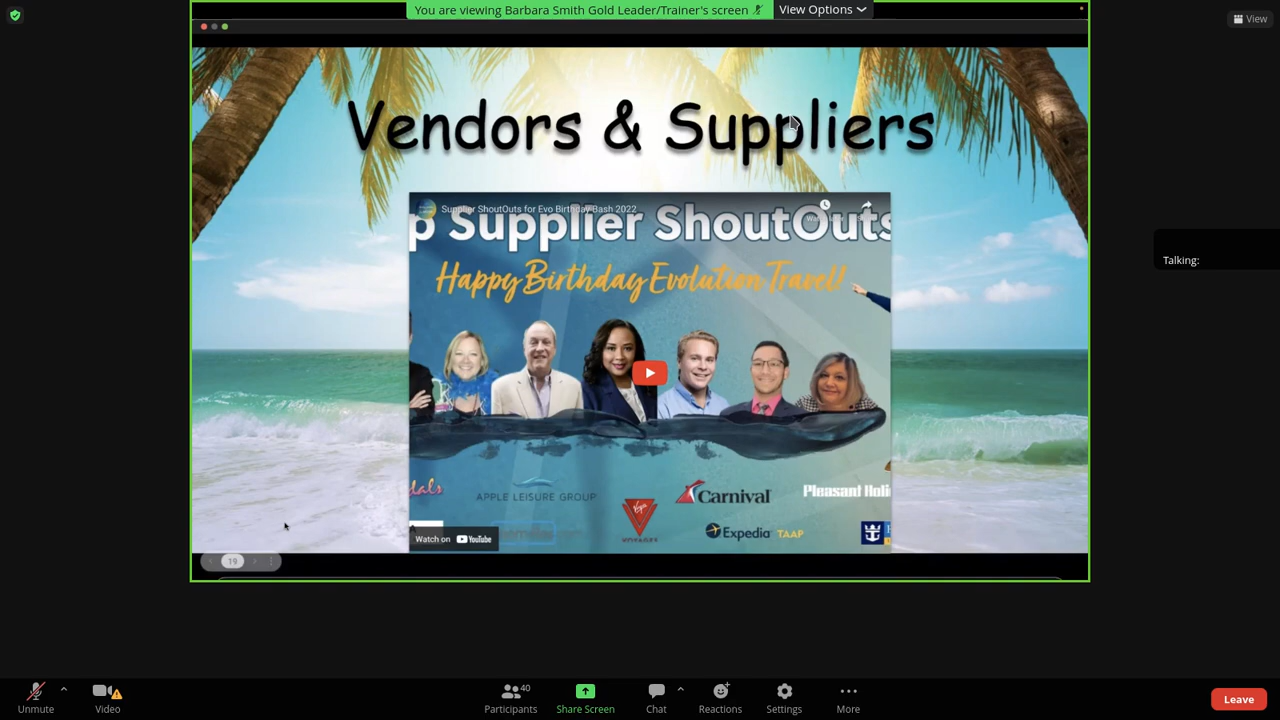 You are viewing Barbara Smith Gold Leader/Trainer's screen
View Options
View
Vendors & Suppliers
Supplier ShoutOuts for Evo Birthday Bash 2022
p Supplier ShoutOuts
Happy Birthday Evolution Travel!
Talking:
dals
APPLE LEISURE GROUP
Carnival
Pleasant Holi
VOYAGES
Expedia TAAP
Watch on YouTube
19
Unmute
Video
40
Participants
Share Screen
Chat
Reactions
Settings
More
Leave